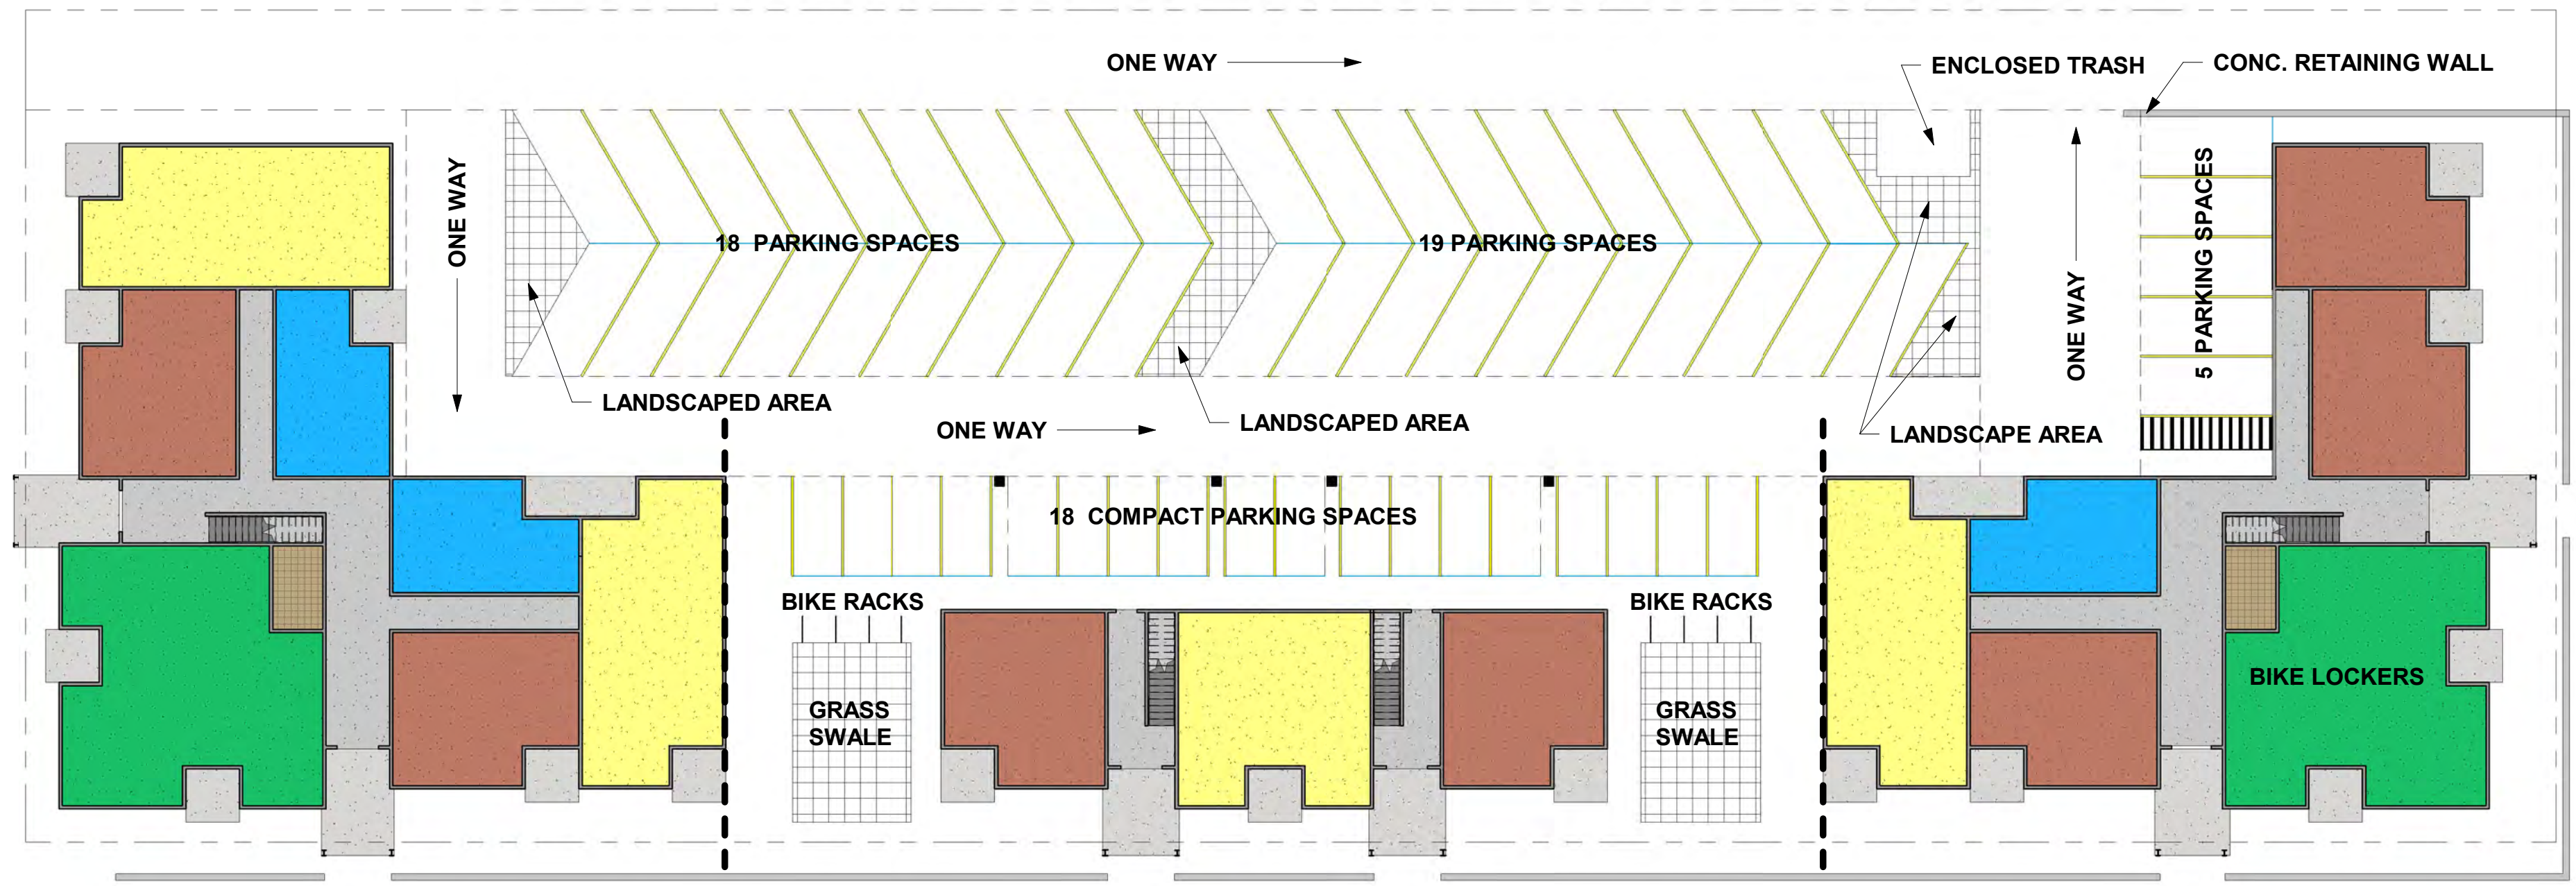 ONE WAY
ENCLOSED TRASH
CONC. RETAINING WALL
ONE WAY
18 PARKING SPACES
19 PARKING SPACES
ONE WAY
5 PARKING SPACES
LANDSCAPED AREA
LANDSCAPED AREA
ONE WAY
LANDSCAPE AREA
18 COMPACT PARKING SPACES
BIKE RACKS
BIKE RACKS
GRASS
SWALE
GRASS
SWALE
BIKE LOCKERS